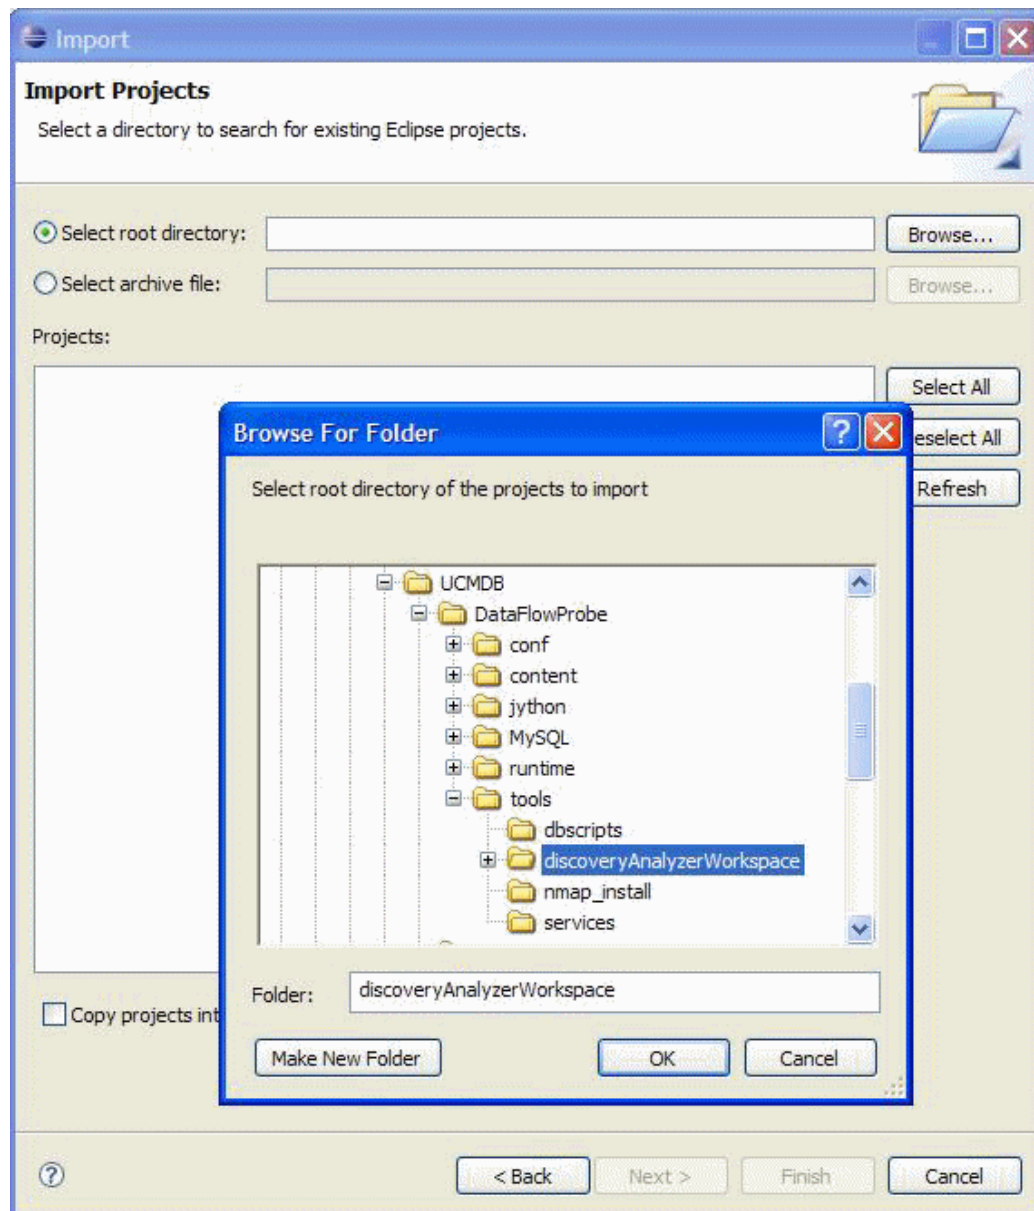 Import
Import Projects
Select a directory to search for existing Eclipse projects.
Select root directory:
Browse...
Select archive file:
Browse...
Projects:
Select All
eselect All
Refresh
Browse For Folder
Select root directory of the projects to import
UCMDB
DataFlowProbe
conf
content
jython
MySQL
runtime
tools
dbscripts
discoveryAnalyzerWorkspace
nmap_install
services
Folder: discoveryAnalyzerWorkspace
Make New Folder
OK
Cancel
Copy projects int
< Back
Next >
Finish
Cancel